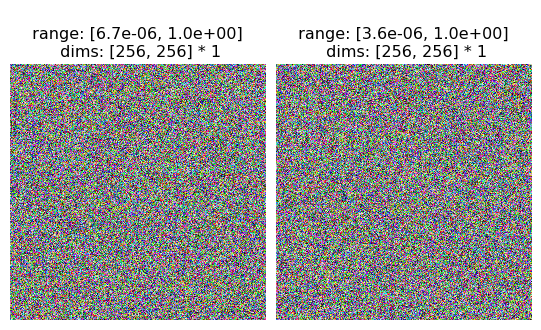 range: [6.7e-06, 1.0e+00]
dims: [256, 256] * 1
range: [3.6e-06, 1.0e+00]
dims: [256, 256] * 1